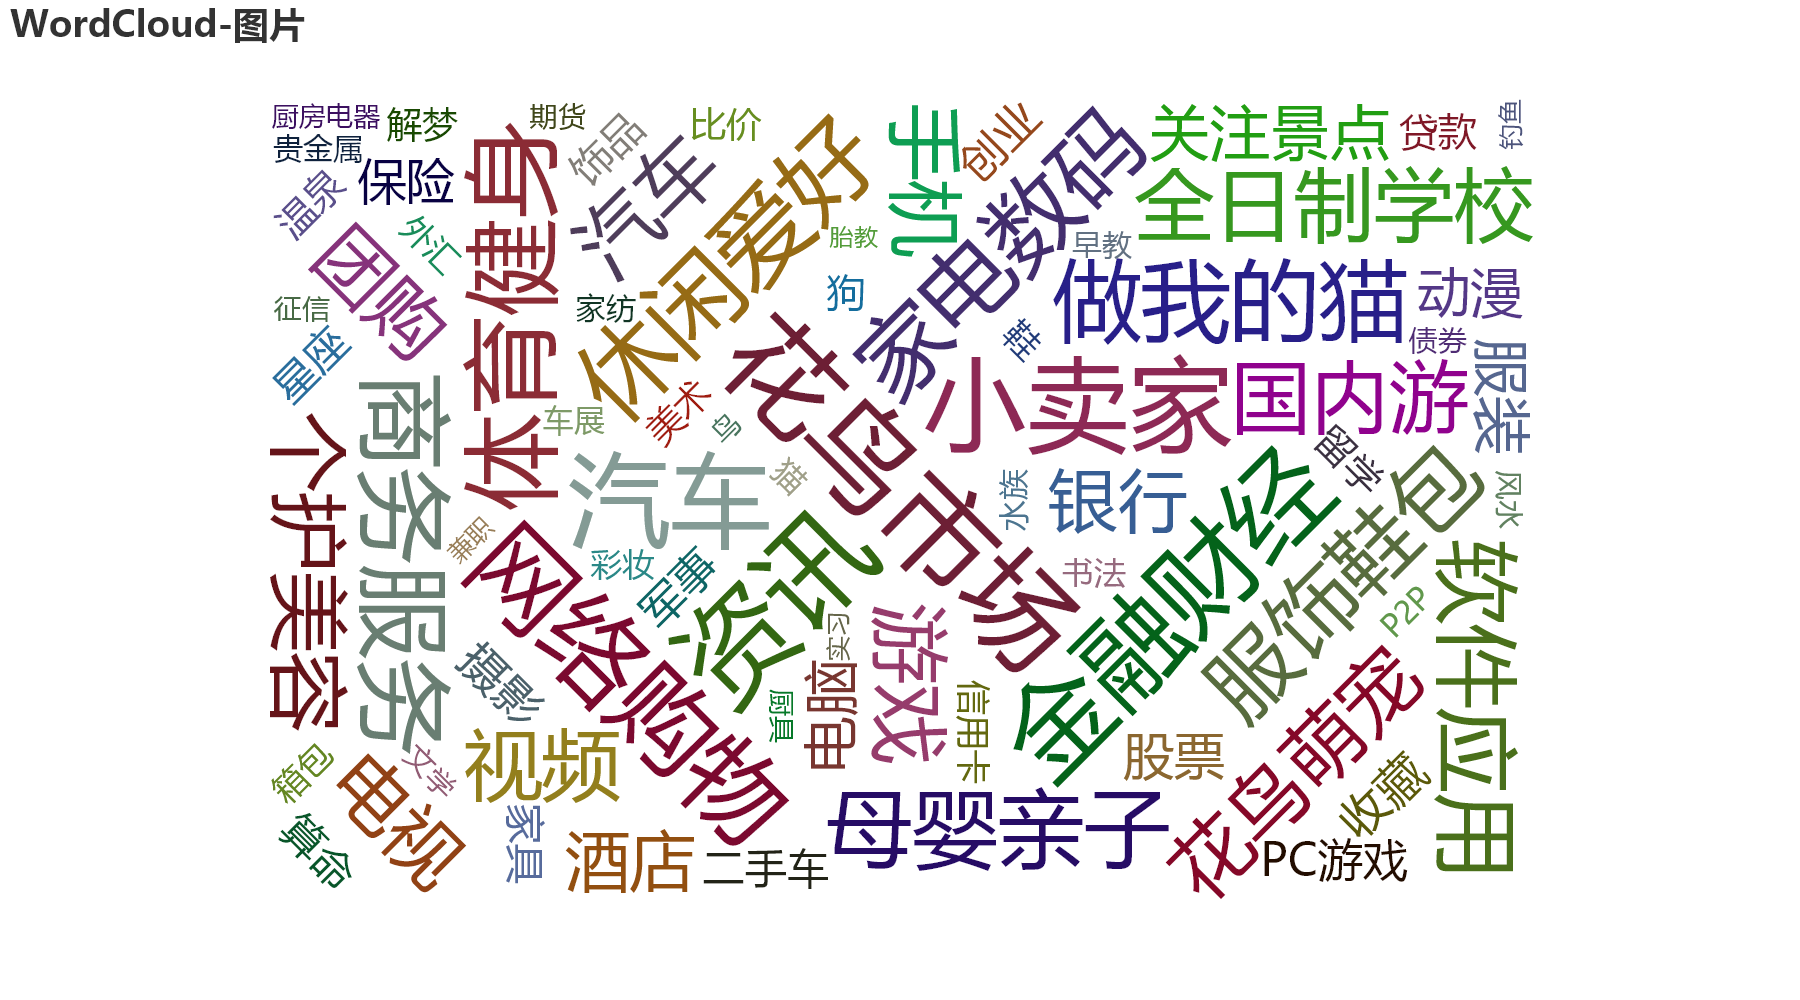 WordCloud-图片
厨房电器
解梦
期货
饰品
比价
手机
创业
关注景点
贷款
钓鱼
贵金属
保险
体育健身
汽车
休闲爱好
家电数码
全日制学校
温泉
外汇
胎教
早教
团购
家纺
狗
做我的猫
动漫
征信
鞋
债券
星座
花鸟市场
小卖家
国内游
服装
商务服务
车展
美术
鸟
个护美容
汽车
猫
水族
银行
留学
风水
兼职
网络购物
彩妆
军事
资讯
书法
金融财经
服饰鞋包
P2P
软件应用
摄影
实习
游戏
厨具
电脑
信用卡
箱包
文学
视频
股票
花鸟萌宠
收藏
电视
算命
家具
酒店
二手车
母婴亲子
PC游戏